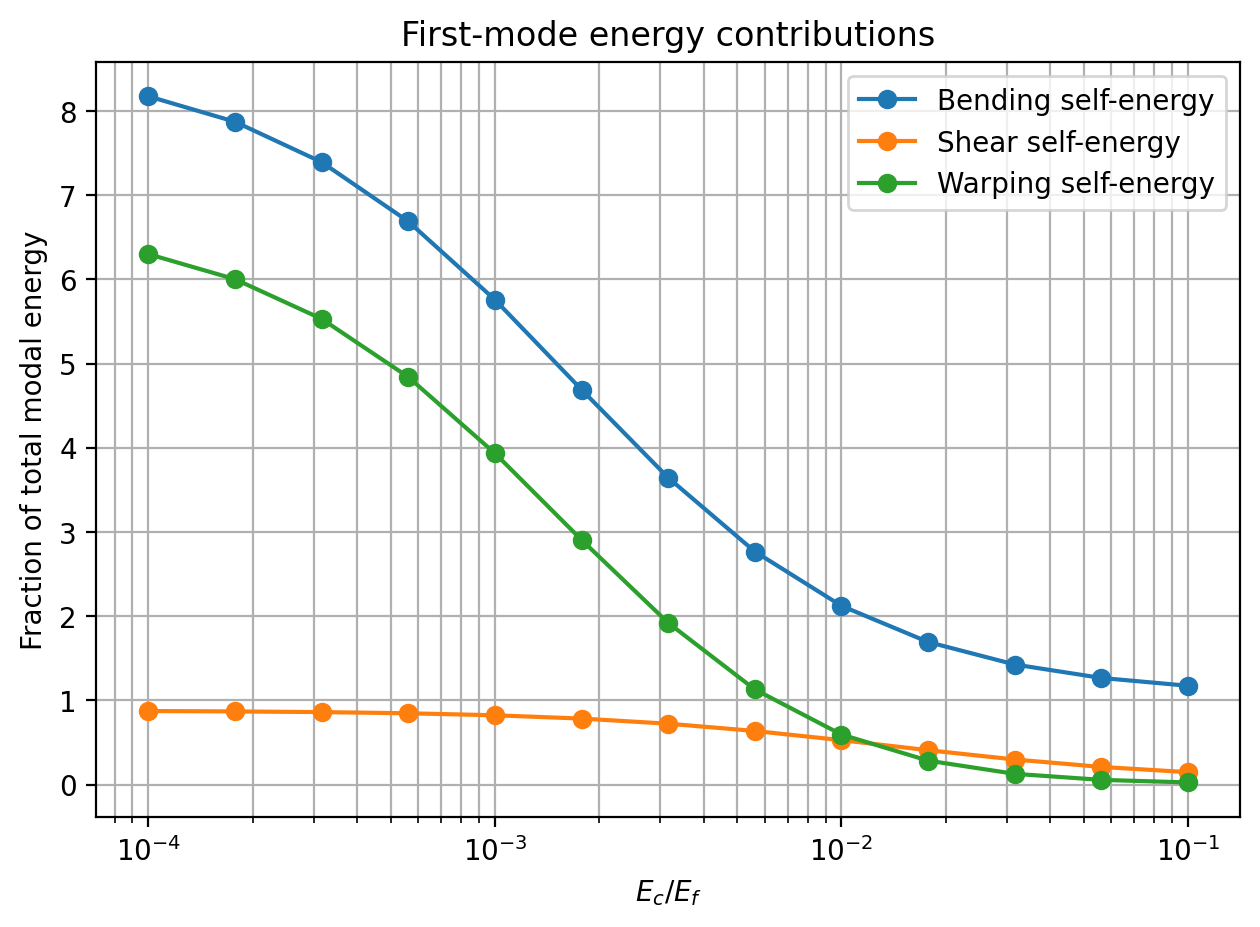 First-mode energy contributions
Bending self-energy
Shear self-energy
Warping self-energy
Fraction of total modal energy
8
7
6
5
4
3
2
1
0
10⁻⁴
10⁻³
10⁻²
10⁻¹
E_c/E_f